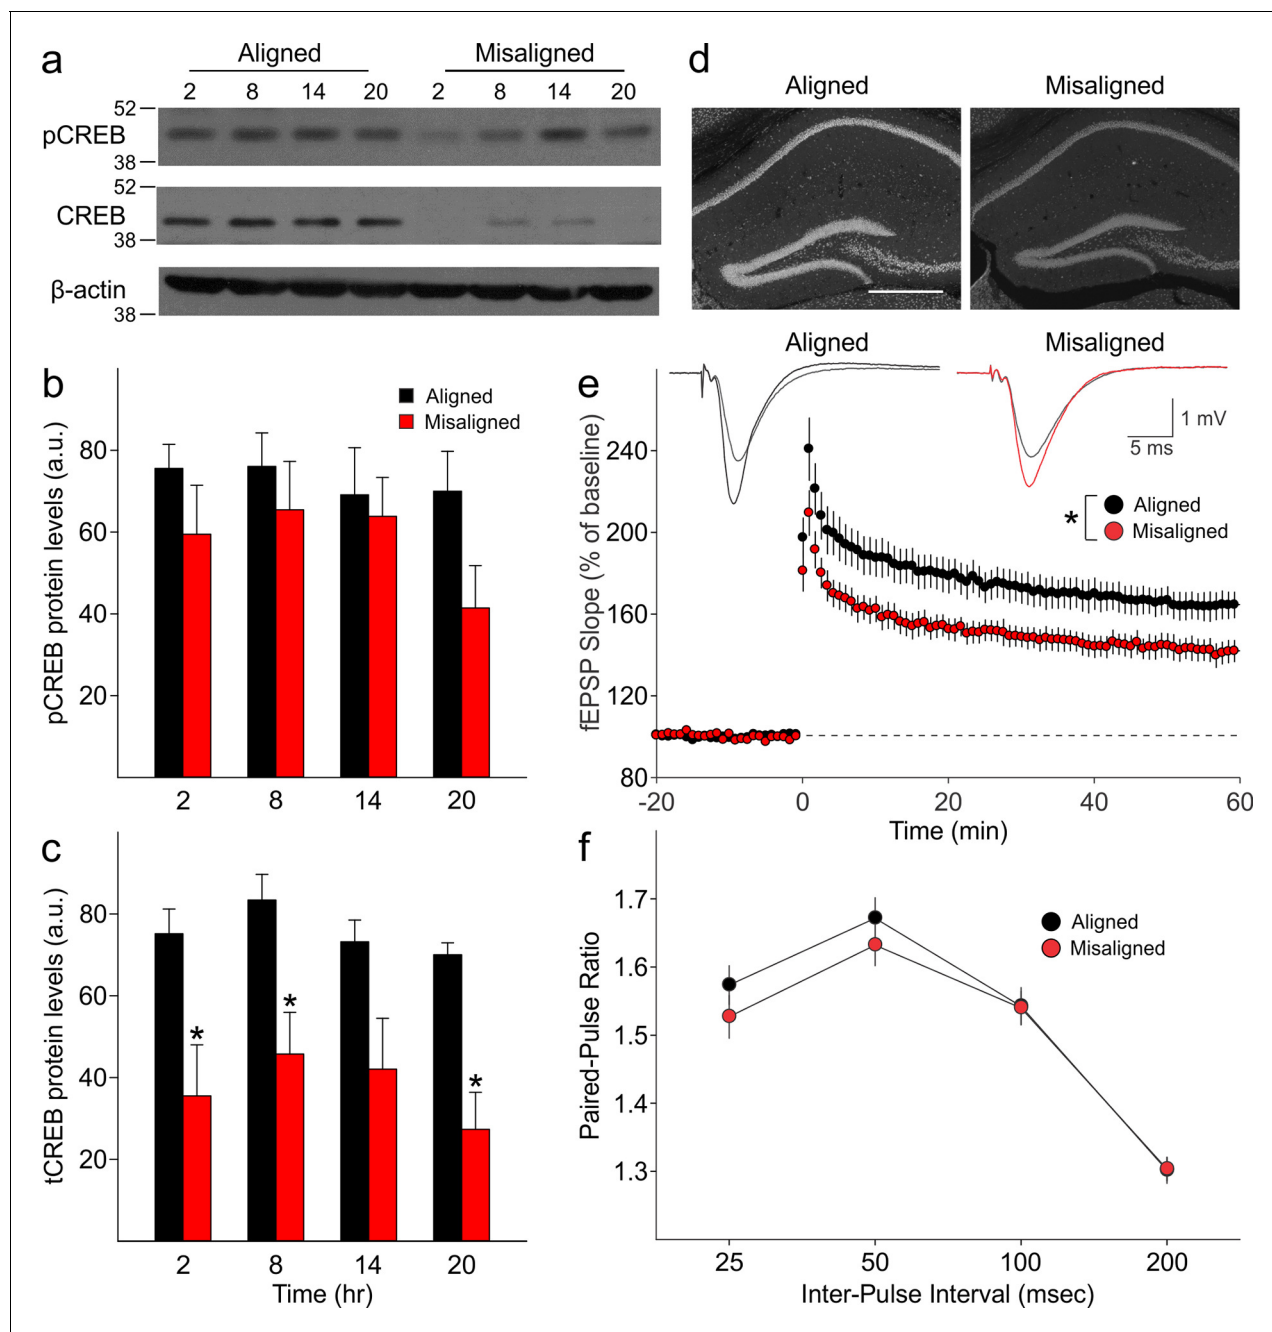 a
Aligned
Misaligned
2 8 14 20 2 8 14 20
52
pCREB
38
52
CREB
38
β-actin
38
d
Aligned
Misaligned
b
Aligned
Misaligned
pCREB protein levels (a.u.)
80
60
40
20
2 8 14 20
c
tCREB protein levels (a.u.)
80
60
40
20
*
*
*
2 8 14 20
Time (hr)
e
Aligned
Misaligned
1 mV
5 ms
fEPSP Slope (% of baseline)
240
200
160
120
80
* Aligned
Misaligned
-20 0 20 40 60
Time (min)
f
Paired-Pulse Ratio
1.7
1.6
1.5
1.4
1.3
Aligned
Misaligned
25 50 100 200
Inter-Pulse Interval (msec)